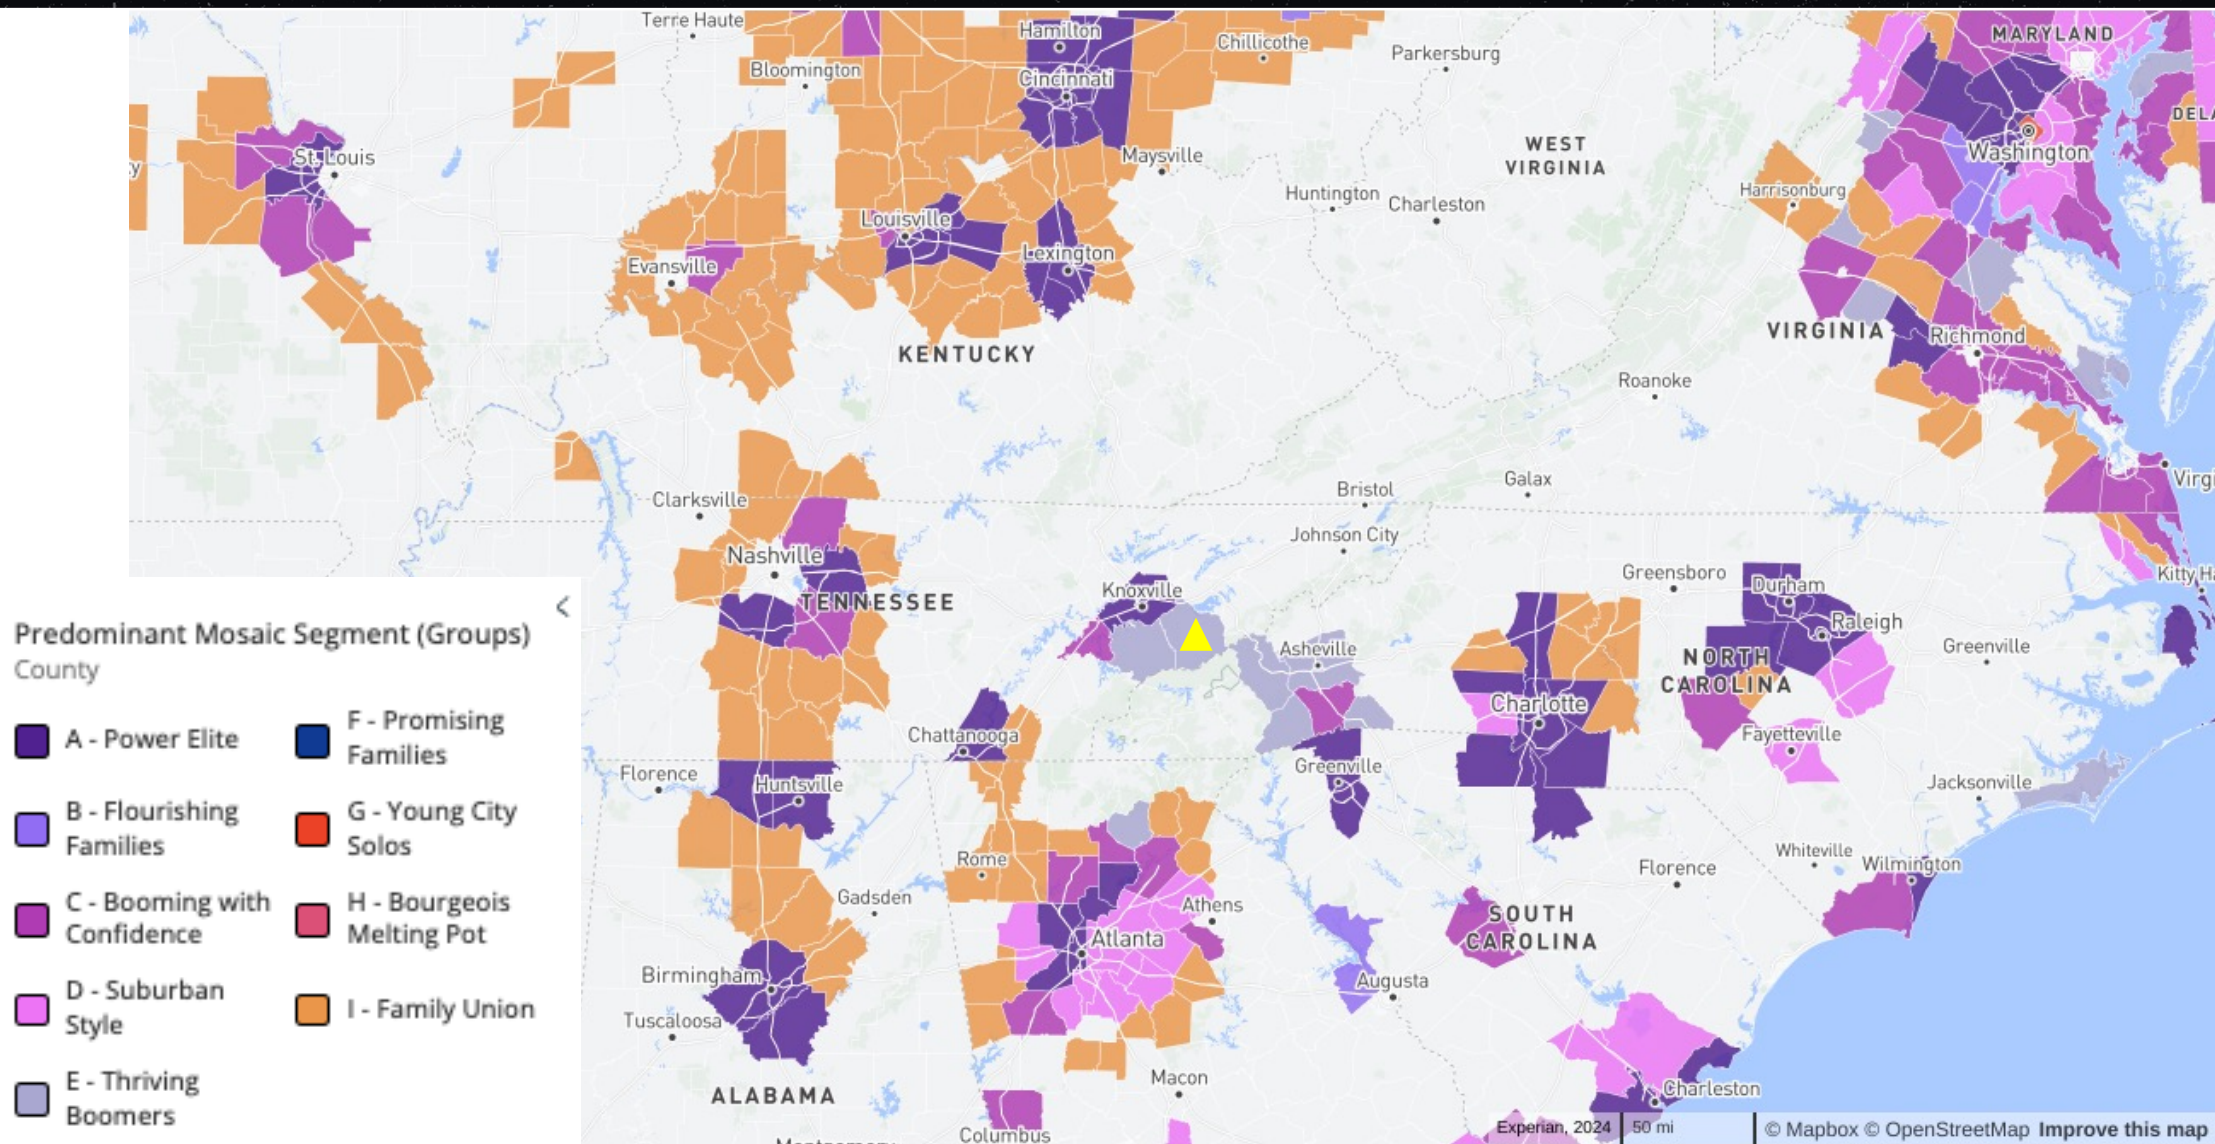 Terre Haute
Hamilton
Chillicothe
Parkersburg
MARYLAND
Bloomington
Cincinnati
DELA
St. Louis
y
Maysville
WEST
VIRGINIA
Washington
Huntington
Charleston
Harrisonburg
Louisville
Lexington
Evansville
KENTUCKY
VIRGINIA
Richmond
Roanoke
Clarksville
Bristol
Galax
Virgi
Johnson City
Nashville
TENNESSEE
Knoxville
Greensboro
Durham
Kitty Ha
Raleigh
Asheville
Greenville
NORTH
CAROLINA
Charlotte
Chattanooga
Fayetteville
Greenville
Florence
Huntsville
Jacksonville
Rome
Florence
Whiteville
Wilmington
Gadsden
Athens
SOUTH
CAROLINA
Atlanta
Birmingham
Augusta
Tuscaloosa
Macon
Charleston
ALABAMA
Columbus
Montgomery
Predominant Mosaic Segment (Groups)
County
A - Power Elite
B - Flourishing
Families
C - Booming with
Confidence
D - Suburban
Style
E - Thriving
Boomers
F - Promising
Families
G - Young City
Solos
H - Bourgeois
Melting Pot
I - Family Union
Experian, 2024
50 mi
© Mapbox © OpenStreetMap Improve this map